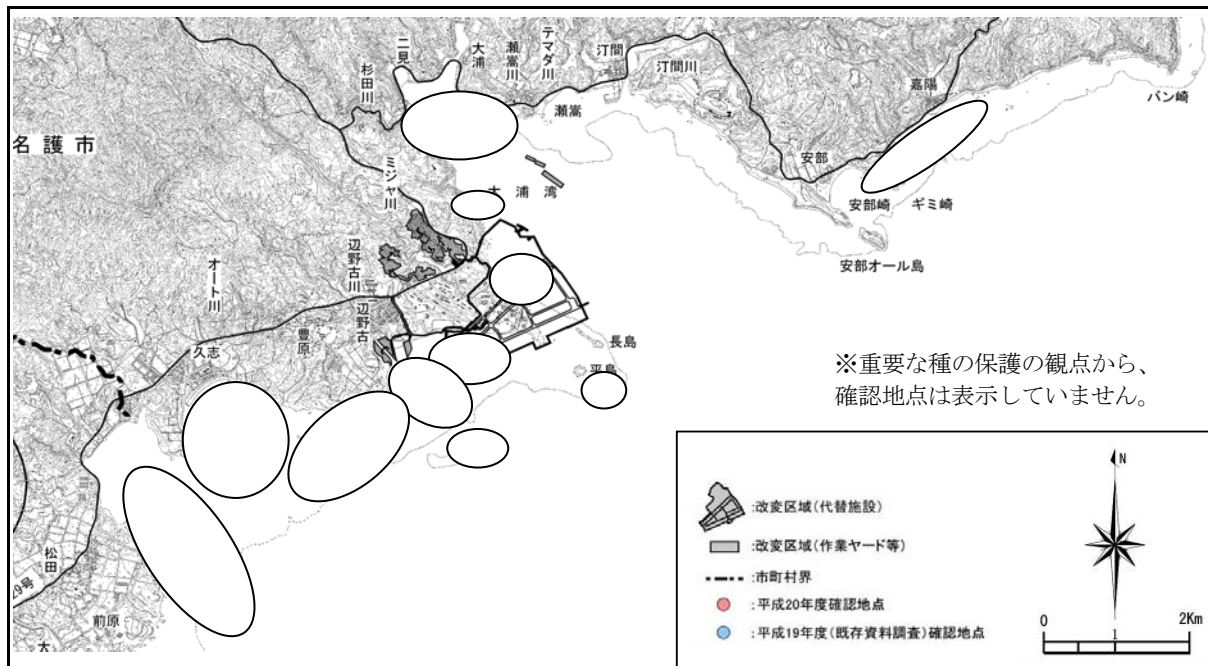 二見
大浦
瀬嵩川
テマダ川
汀間
汀間川
杉田川
瀬嵩
嘉陽
バン崎
名護市
ミジャ川
大浦湾
安部
安部崎
ギミ崎
安部オール島
辺野古川
辺野古
オート川
豊原
久志
長島
平島
※重要な種の保護の観点から、
確認地点は表示していません。
松田
29号
前原
大
:改変区域(代替施設)
:改変区域(作業ヤード等)
:市町村界
:平成20年度確認地点
:平成19年度(既存資料調査)確認地点
N
0 1 2Km